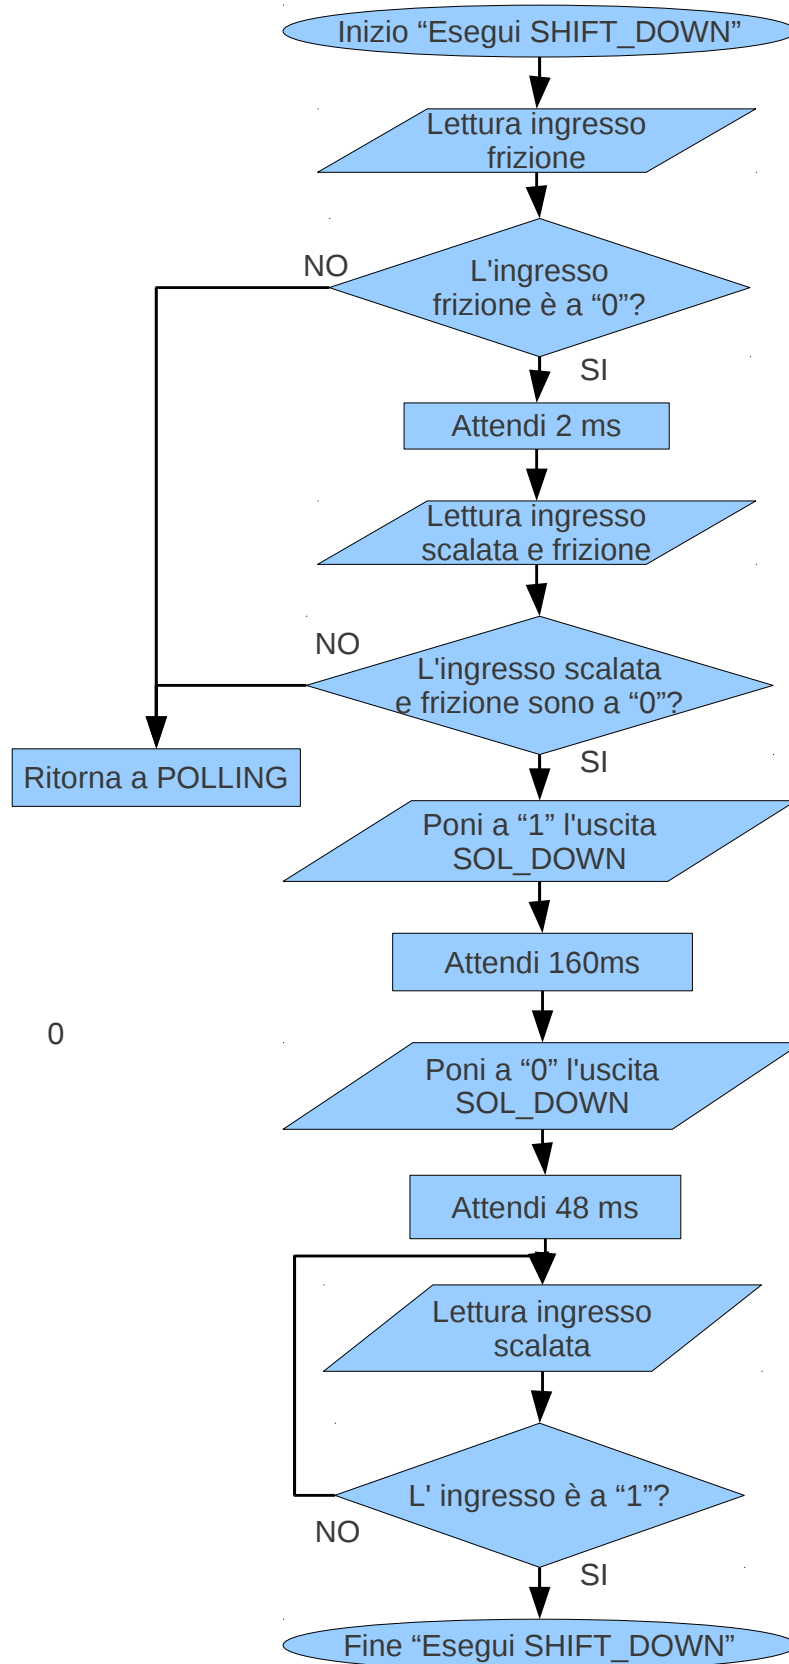 Inizio “Esegui SHIFT_DOWN”
Lettura ingresso
frizione
NO
L'ingresso
frizione è a “0”?
SI
Attendi 2 ms
Lettura ingresso
scalata e frizione
NO
L'ingresso scalata
e frizione sono a “0”?
SI
Ritorna a POLLING
Poni a “1” l'uscita
SOL_DOWN
Attendi 160ms
0
Poni a “0” l'uscita
SOL_DOWN
Attendi 48 ms
Lettura ingresso
scalata
L' ingresso è a “1”?
NO
SI
Fine “Esegui SHIFT_DOWN”